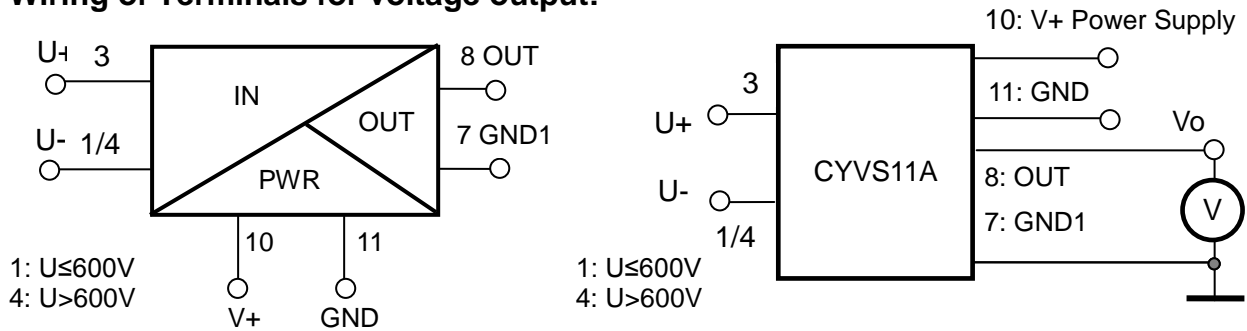 Wiring of Terminals for Voltage output:
U+ 3
U- 1/4
IN
OUT
PWR
8 OUT
7 GND1
10
11
V+
GND
1: U≤600V
4: U>600V
10: V+ Power Supply
11: GND
3
U+
U-
1/4
CYVS11A
Vo
8: OUT
7: GND1
V
1: U≤600V
4: U>600V